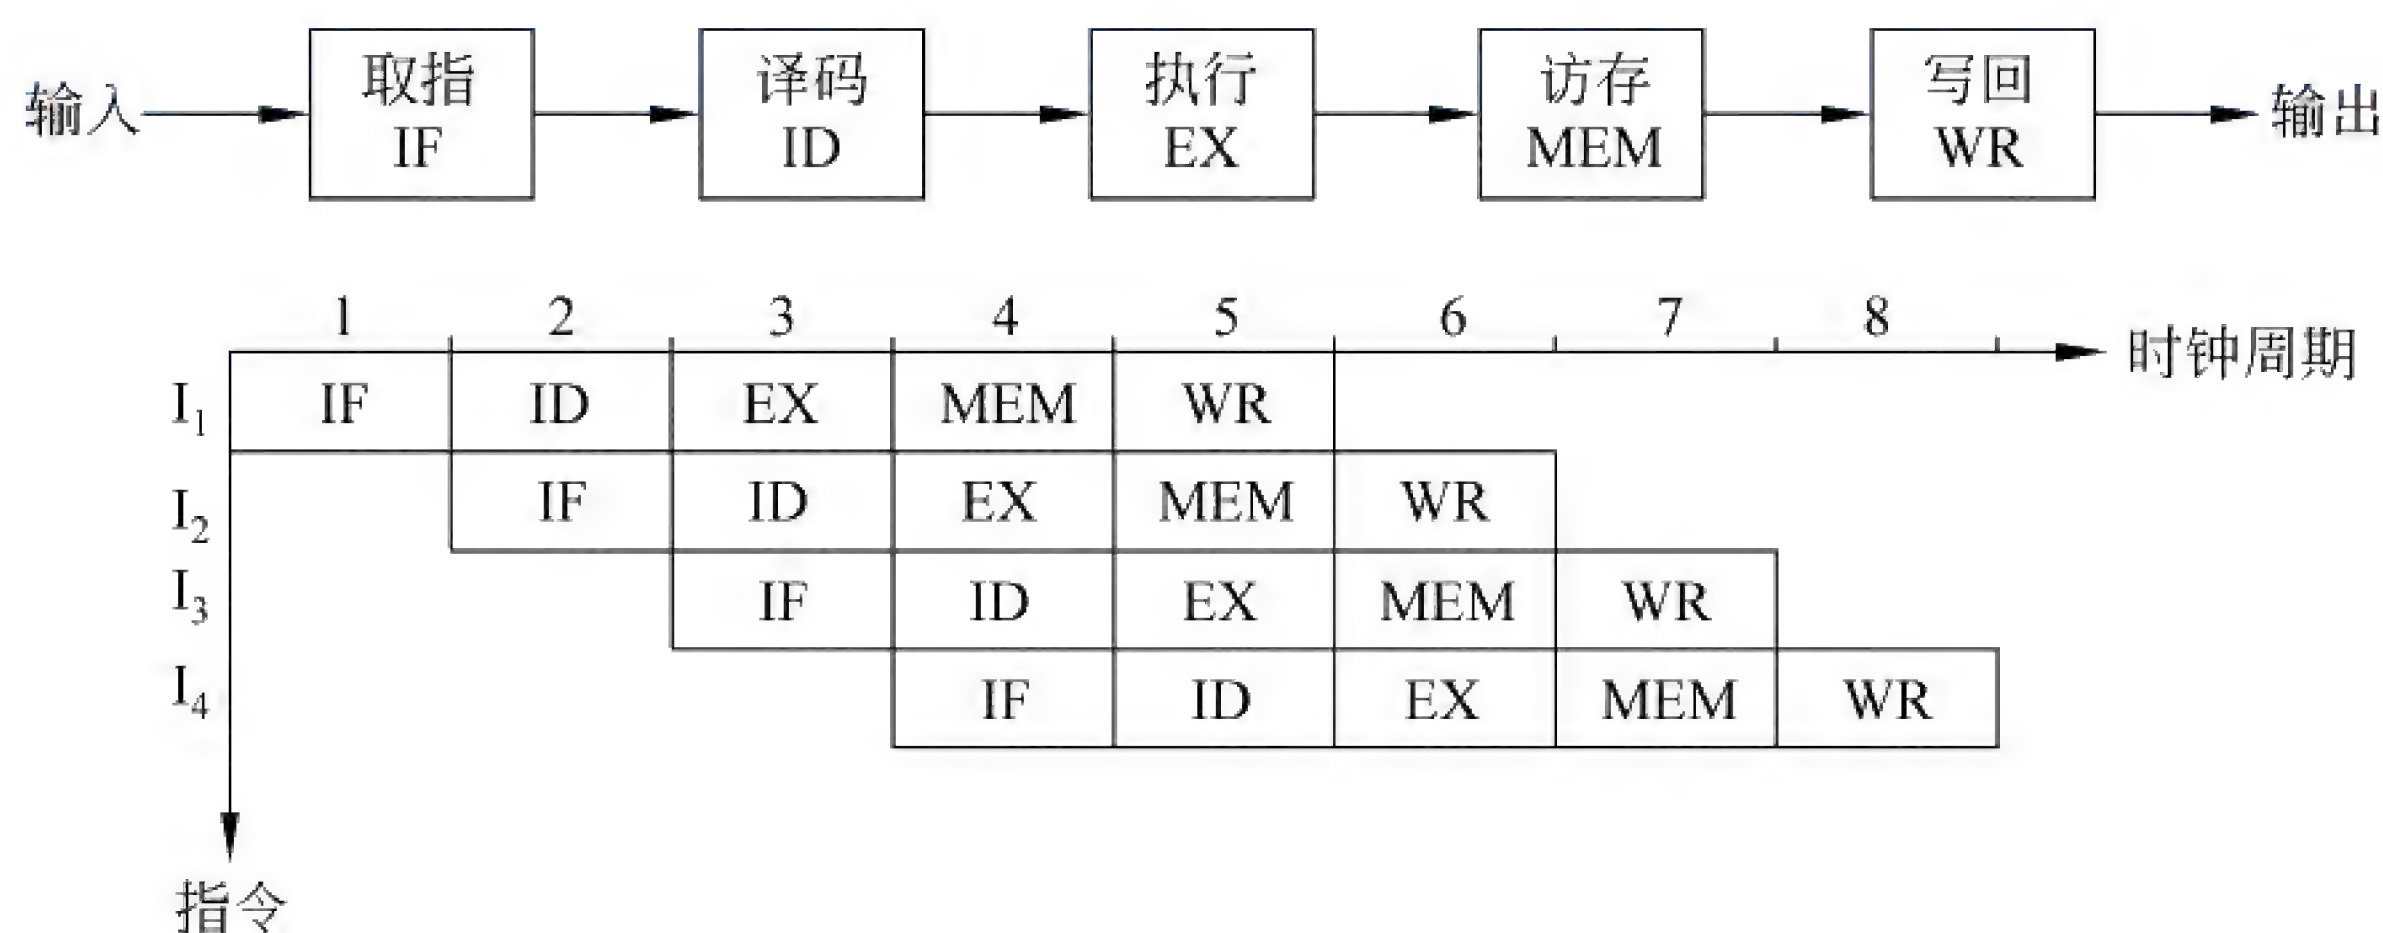 输入 取指 IF 译码 ID 执行 EX 访存 MEM 写回 WR 输出
1 2 3 4 5 6 7 8 时钟周期
I1 IF ID EX MEM WR
I2 IF ID EX MEM WR
I3 IF ID EX MEM WR
I4 IF ID EX MEM WR
指令